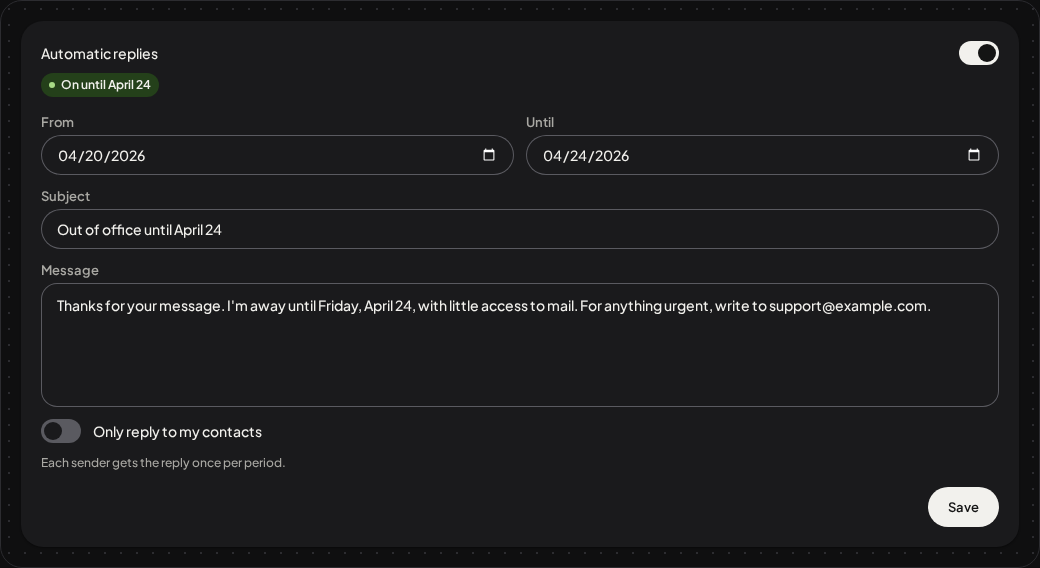 Automatic replies
On until April 24
From
Until
04/20/2026
04/24/2026
Subject
Out of office until April 24
Message
Thanks for your message. I'm away until Friday, April 24, with little access to mail. For anything urgent, write to support@example.com.
Only reply to my contacts
Each sender gets the reply once per period.
Save